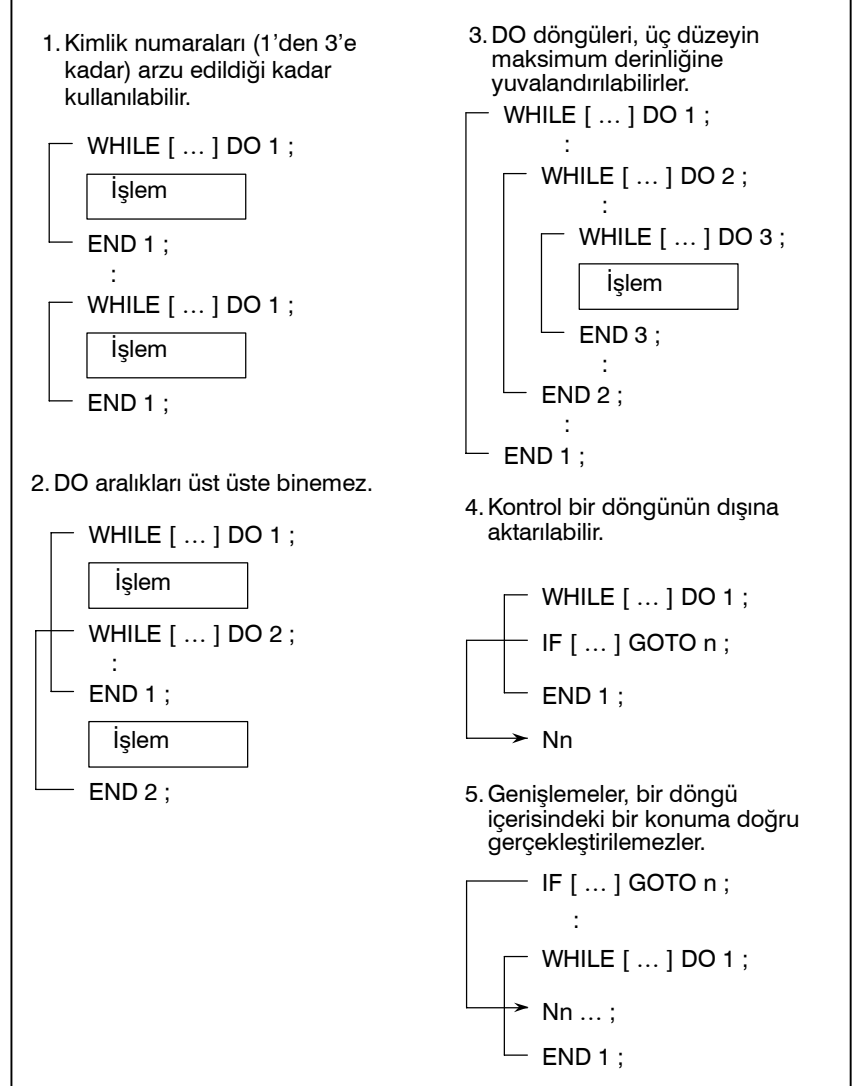 1. Kimlik numaraları (1’den 3’e
kadar) arzu edildiği kadar
kullanılabilir.
WHILE [ … ] DO 1 ;
İşlem
END 1 ;
:
WHILE [ … ] DO 1 ;
İşlem
END 1 ;
2. DO aralıkları üst üste binemez.
WHILE [ … ] DO 1 ;
İşlem
WHILE [ … ] DO 2 ;
:
END 1 ;
İşlem
END 2 ;
3. DO döngüleri, üç düzeyin
maksimum derinliğine
yuvalandırılabilirler.
WHILE [ … ] DO 1 ;
:
WHILE [ … ] DO 2 ;
:
WHILE [ … ] DO 3 ;
İşlem
END 3 ;
:
END 2 ;
:
END 1 ;
4. Kontrol bir döngünün dışına
aktarılabilir.
WHILE [ … ] DO 1 ;
IF [ … ] GOTO n ;
END 1 ;
Nn
5. Genişlemeler, bir döngü
içerisindeki bir konuma doğru
gerçekleştirilemezler.
IF [ … ] GOTO n ;
:
WHILE [ … ] DO 1 ;
Nn … ;
END 1 ;